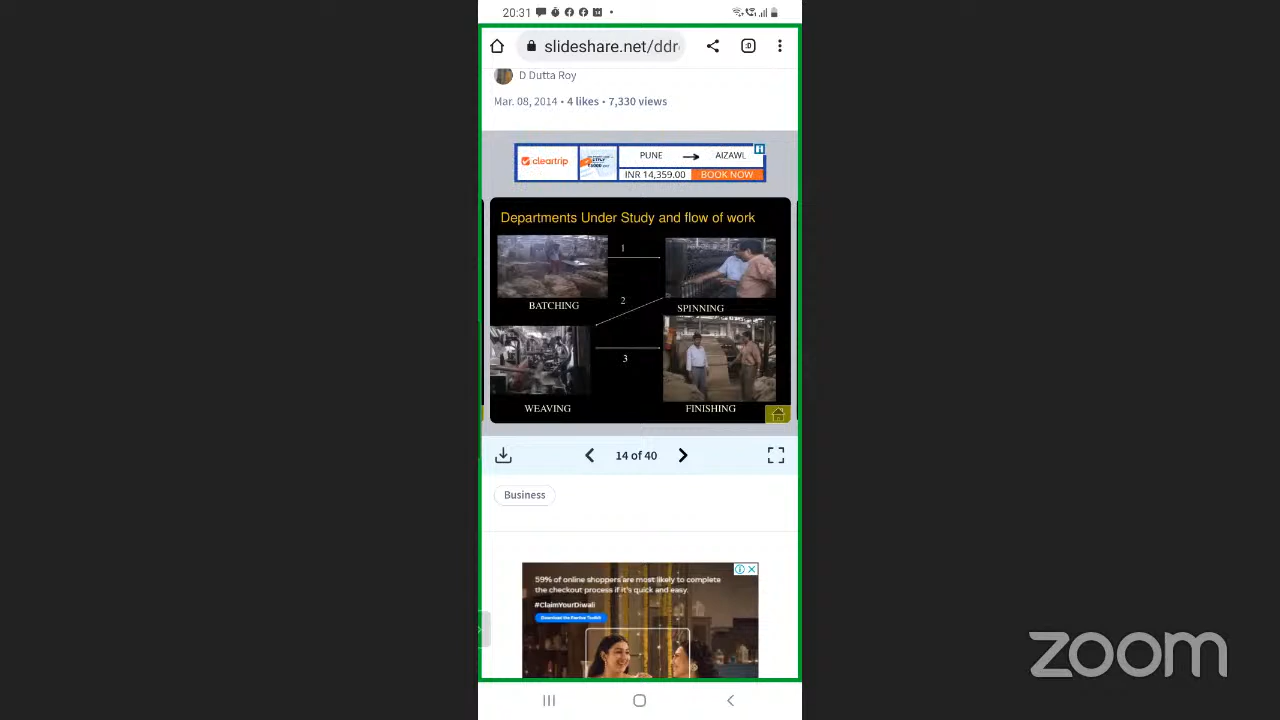 20:31
slideshare.net/ddr
D Dutta Roy
Mar. 08, 2014 • 4 likes • 7,330 views
cleartrip
PUNE → AIZAWL
INR 14,359.00 BOOK NOW
Departments Under Study and flow of work
1
BATCHING
2
SPINNING
3
WEAVING
FINISHING
14 of 40
Business
59% of online shoppers are most likely to complete
the checkout process if it's quick and easy.
#ClaimYourDiwali
zoom